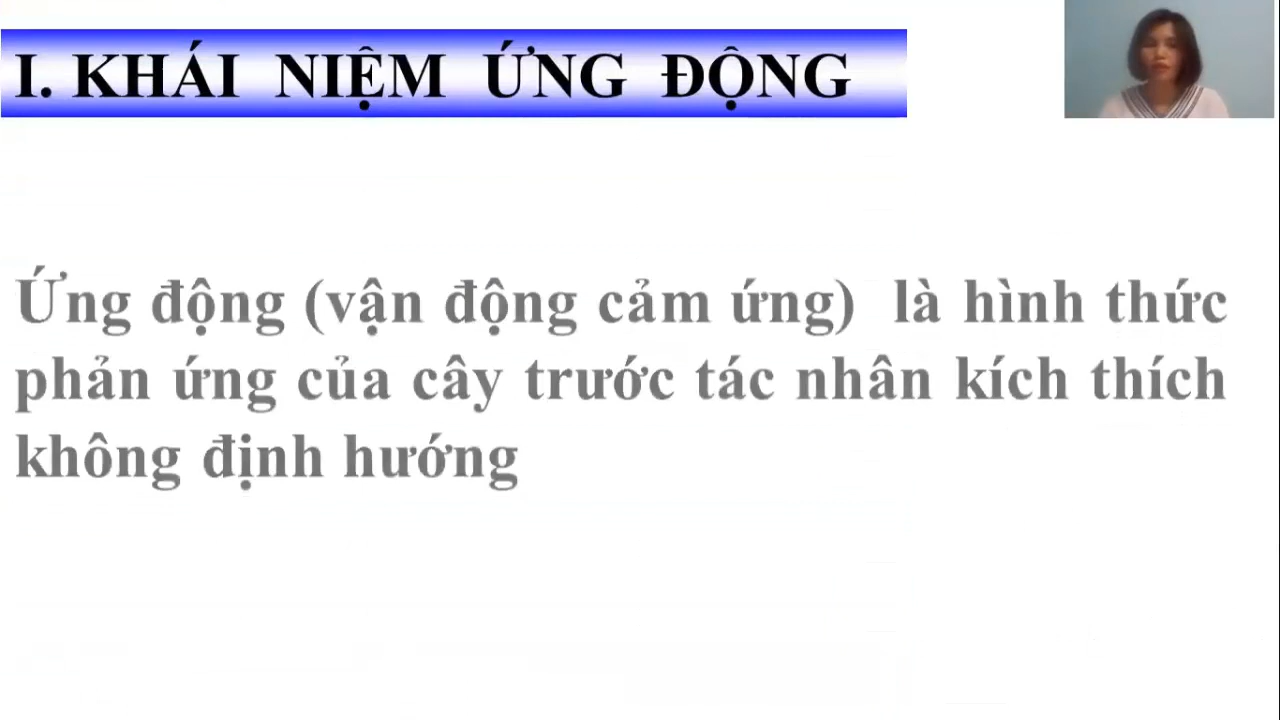 I. KHÁI NIỆM ỨNG ĐỘNG
Ứng động (vận động cảm ứng) là hình thức
phản ứng của cây trước tác nhân kích thích
không định hướng